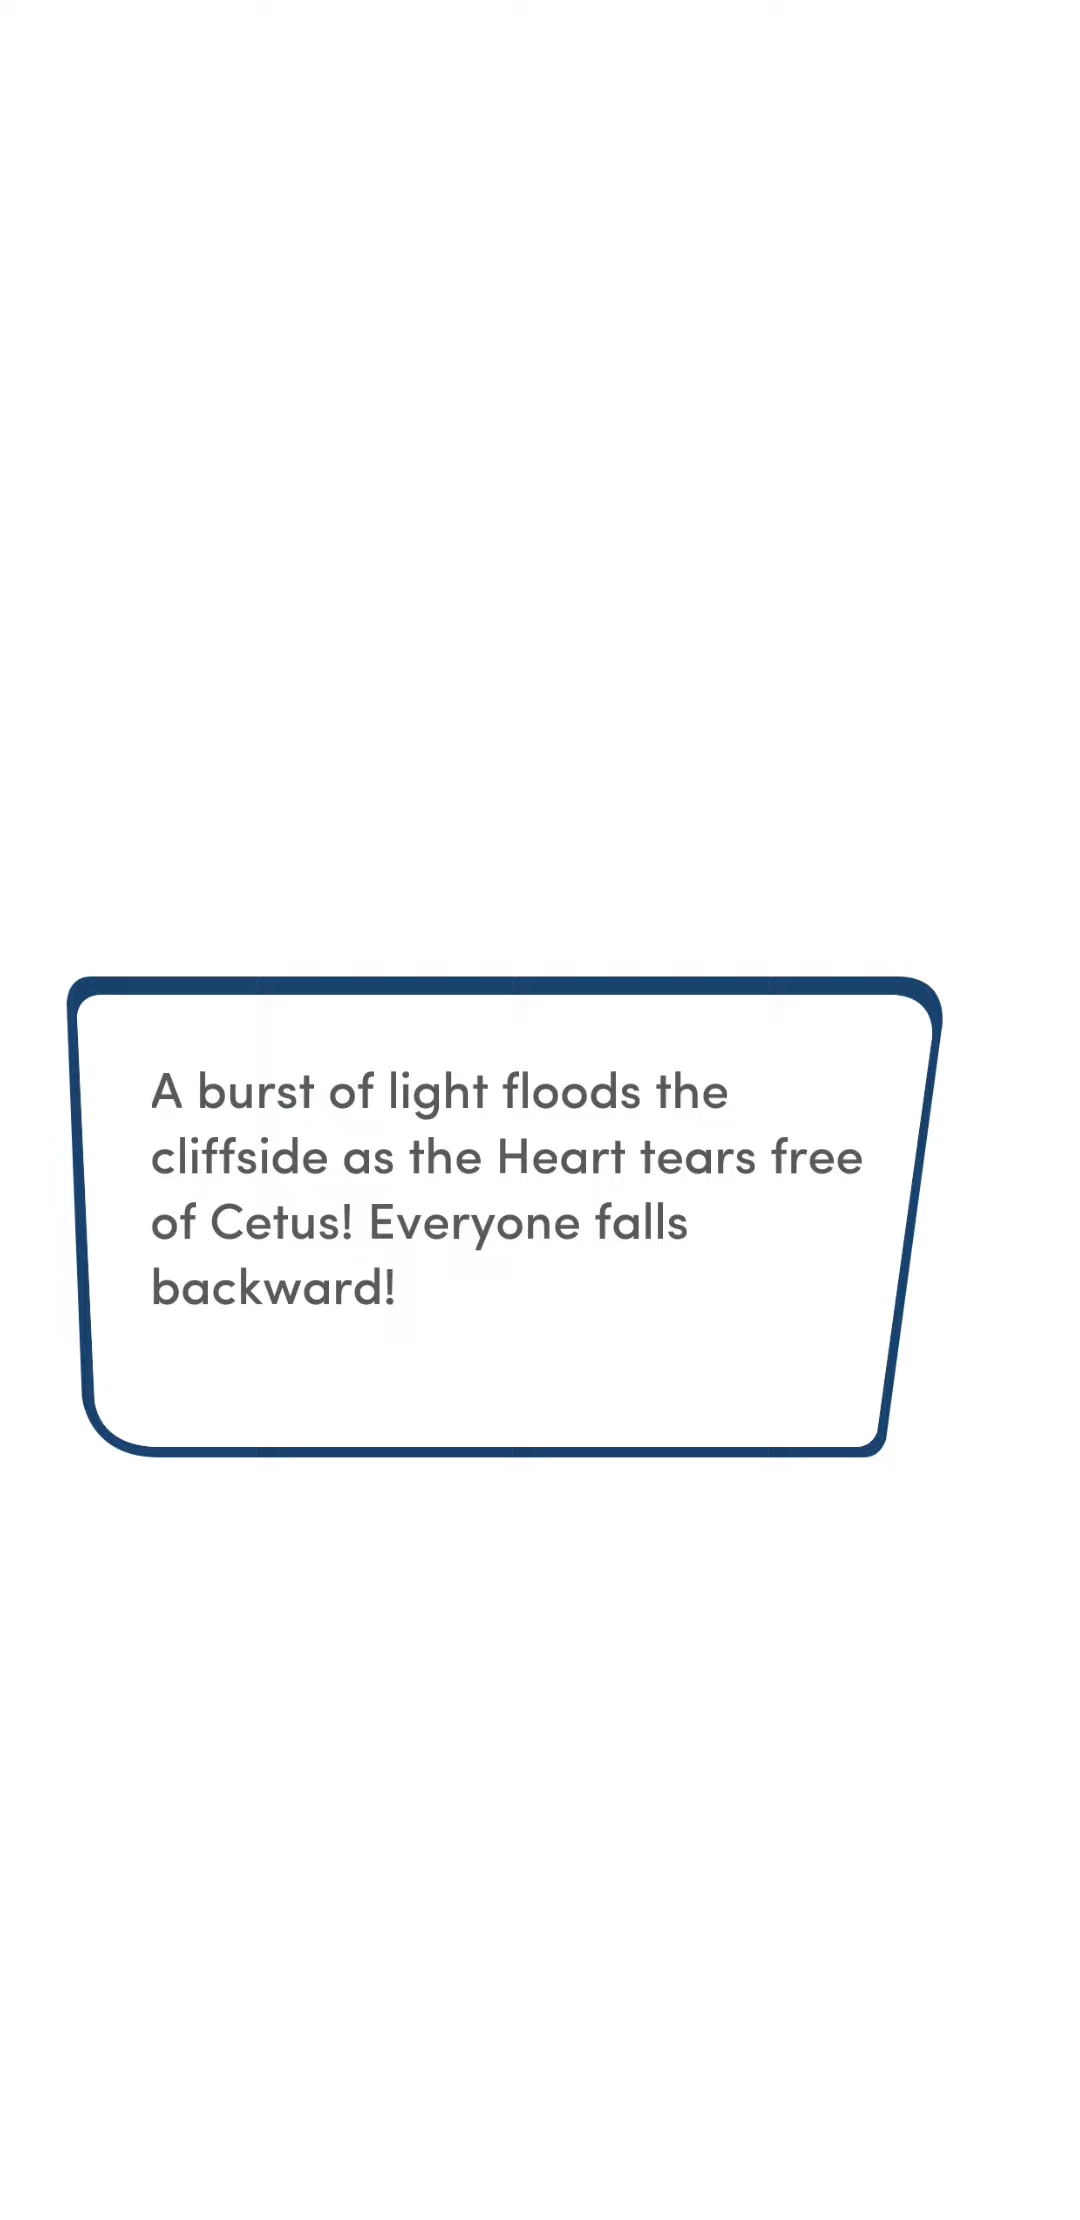 A burst of light floods the
cliffside as the Heart tears free
of Cetus! Everyone falls
backward!